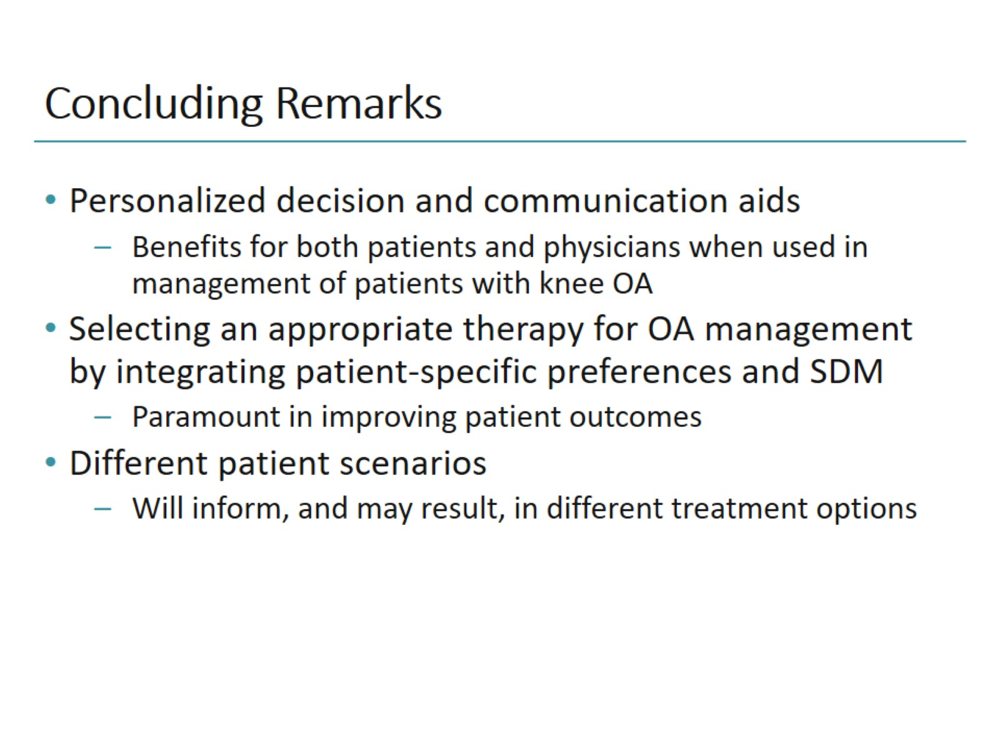 Concluding Remarks
• Personalized decision and communication aids
– Benefits for both patients and physicians when used in
management of patients with knee OA
• Selecting an appropriate therapy for OA management
by integrating patient-specific preferences and SDM
– Paramount in improving patient outcomes
• Different patient scenarios
– Will inform, and may result, in different treatment options